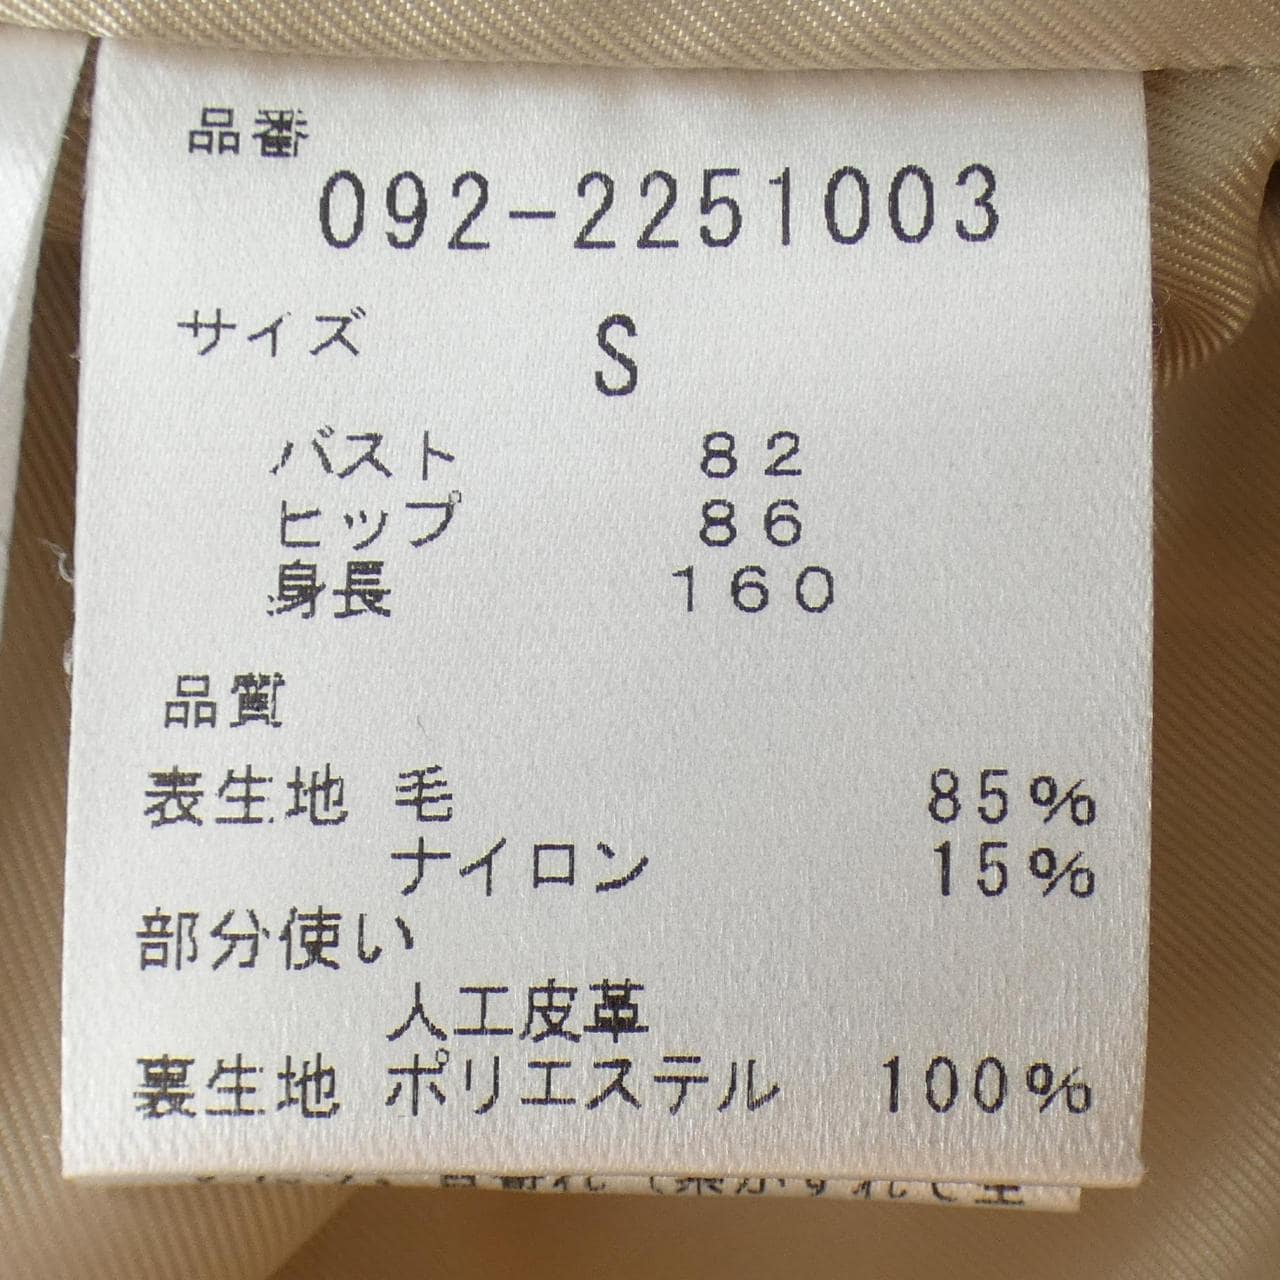 品番
092-2251003
サイズ S
バスト 82
ヒップ 86
身長 160
品質
表生地 毛 85%
ナイロン 15%
部分使い
人工皮革
裏生地 ポリエステル 100%